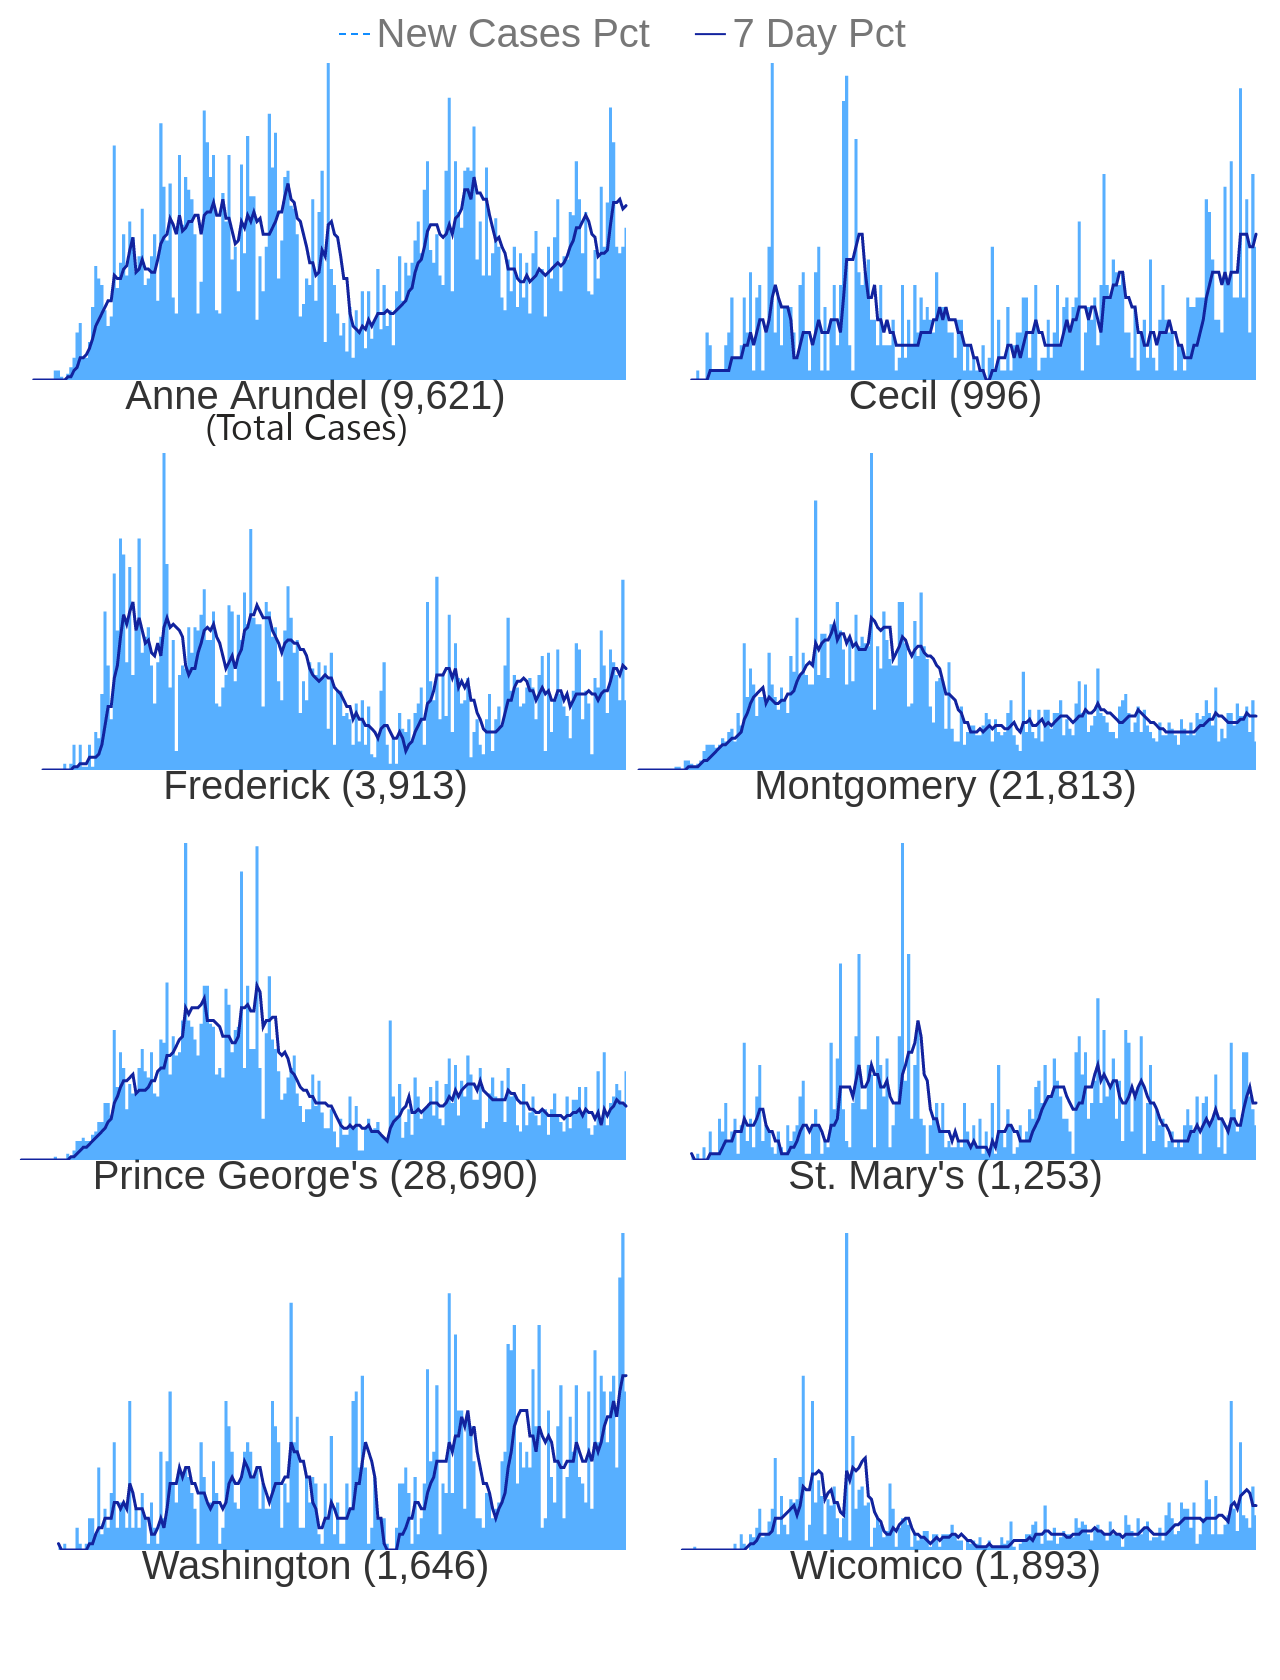 New Cases Pct 7 Day Pct
Anne Arundel (9,621) Cecil (996)
(Total Cases)
Frederick (3,913) Montgomery (21,813)
Prince George's (28,690) St. Mary's (1,253)
Washington (1,646) Wicomico (1,893)